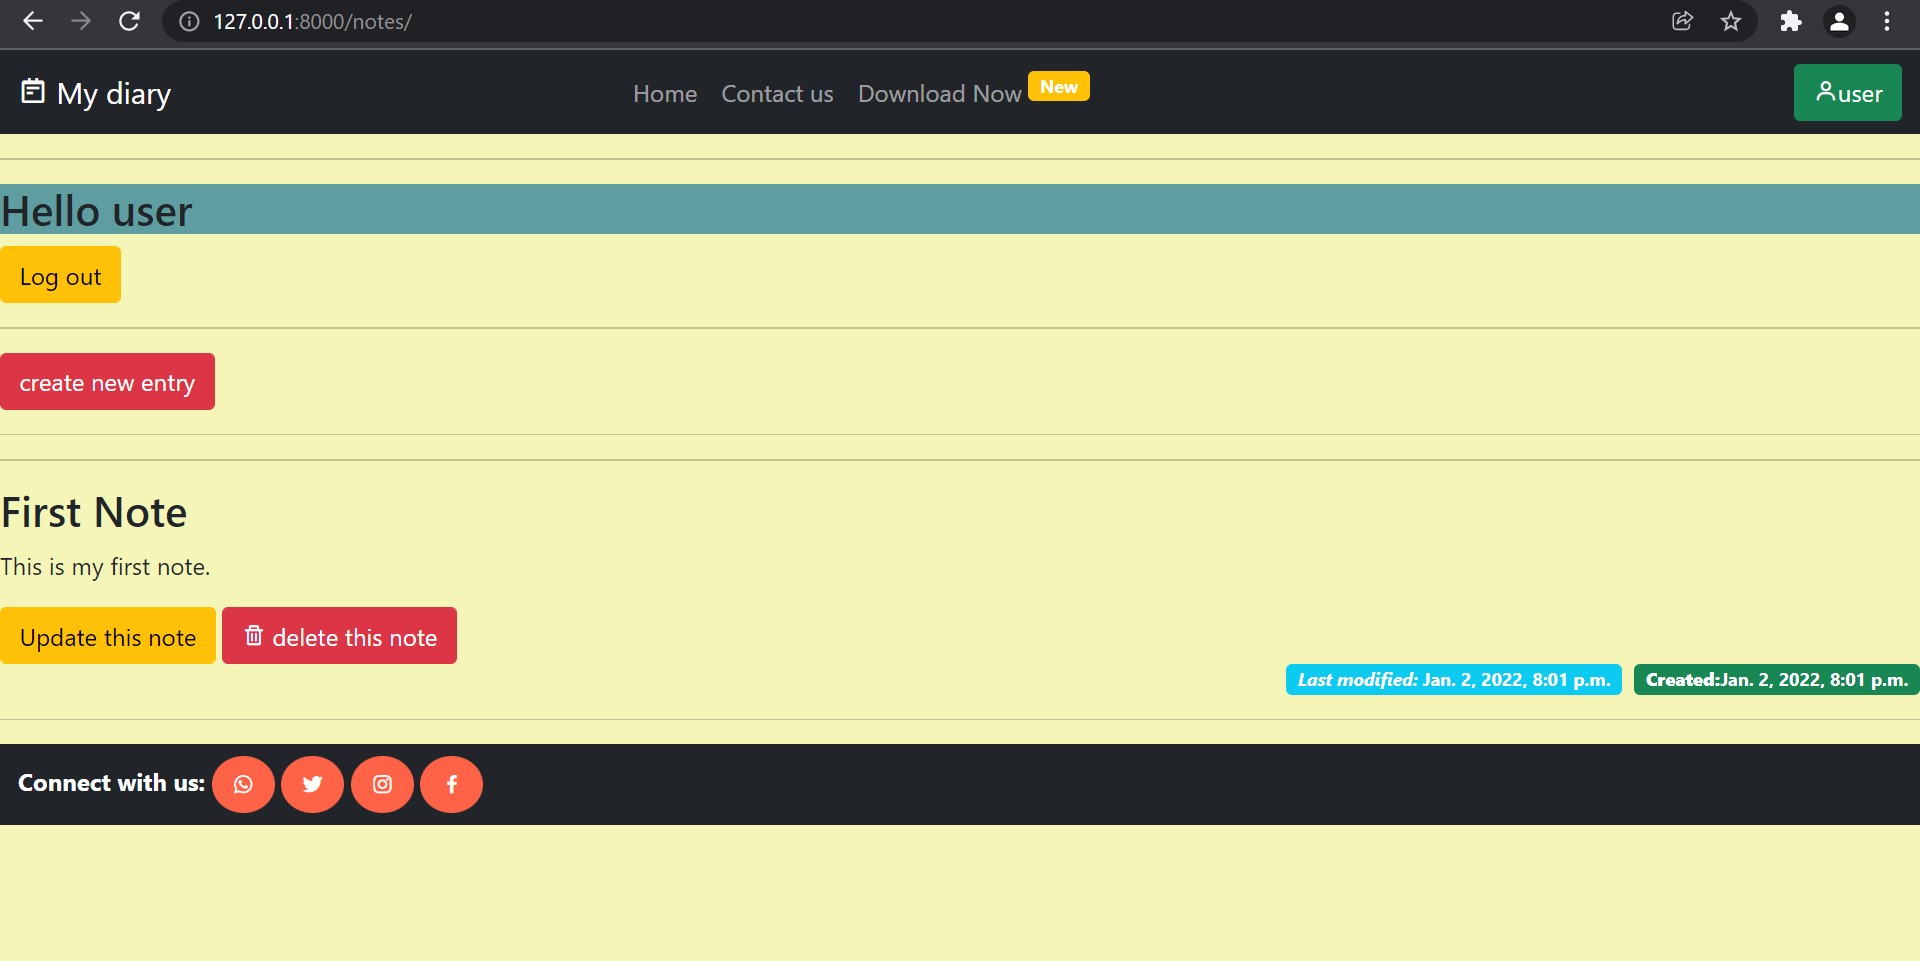 127.0.0.1:8000/notes/
My diary Home Contact us Download Now New user
Hello user
Log out
create new entry
First Note
This is my first note.
Update this note delete this note
Last modified: Jan. 2, 2022, 8:01 p.m. Created:Jan. 2, 2022, 8:01 p.m.
Connect with us: